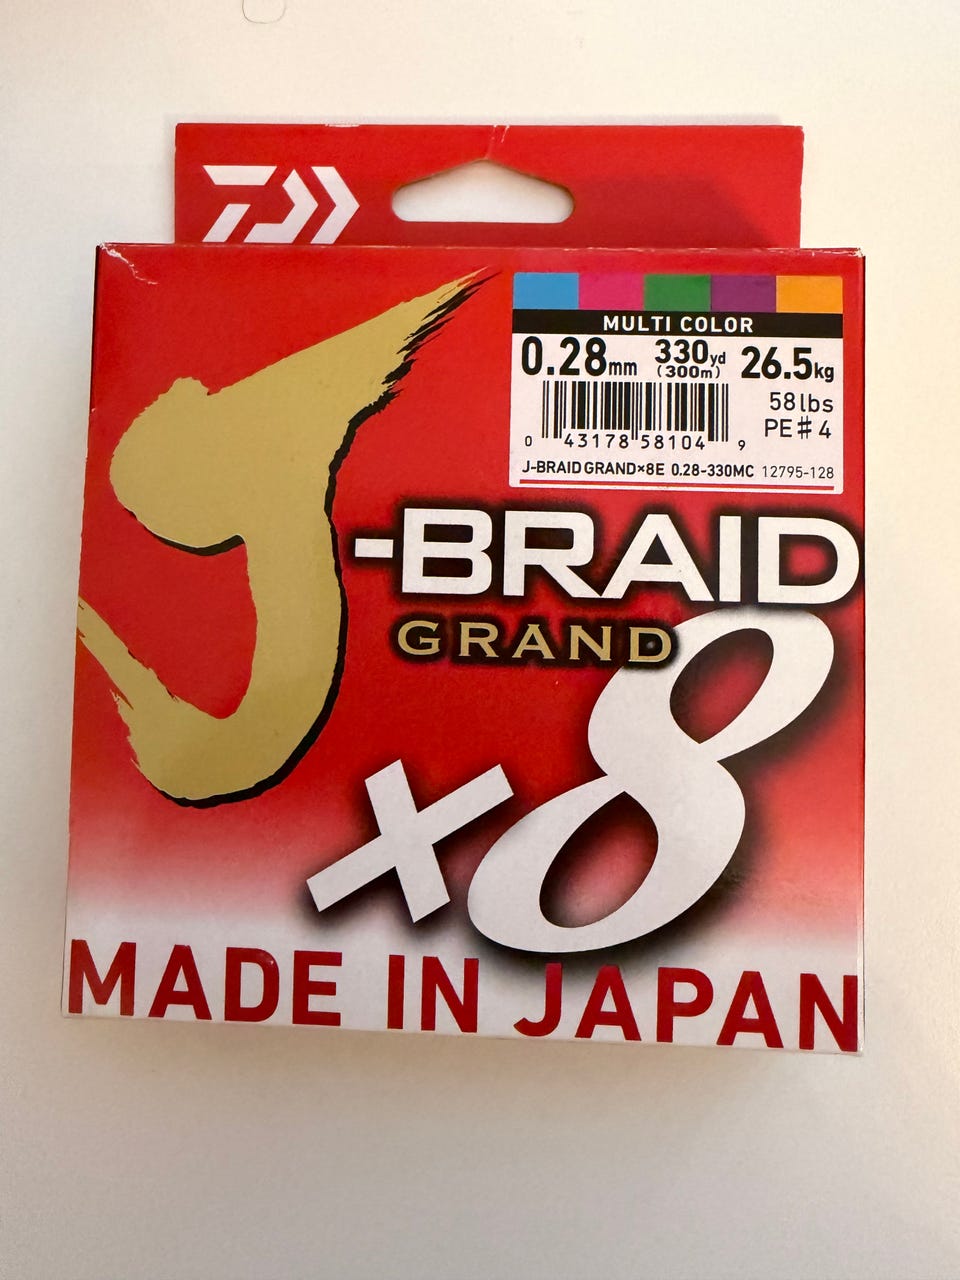 MULTI COLOR
0.28mm 330yd (300m) 26.5kg
58lbs
PE#4
0 43178 58104 9
J-BRAID GRAND×8E 0.28-330MC 12795-128
J-BRAID
GRAND
×8
MADE IN JAPAN